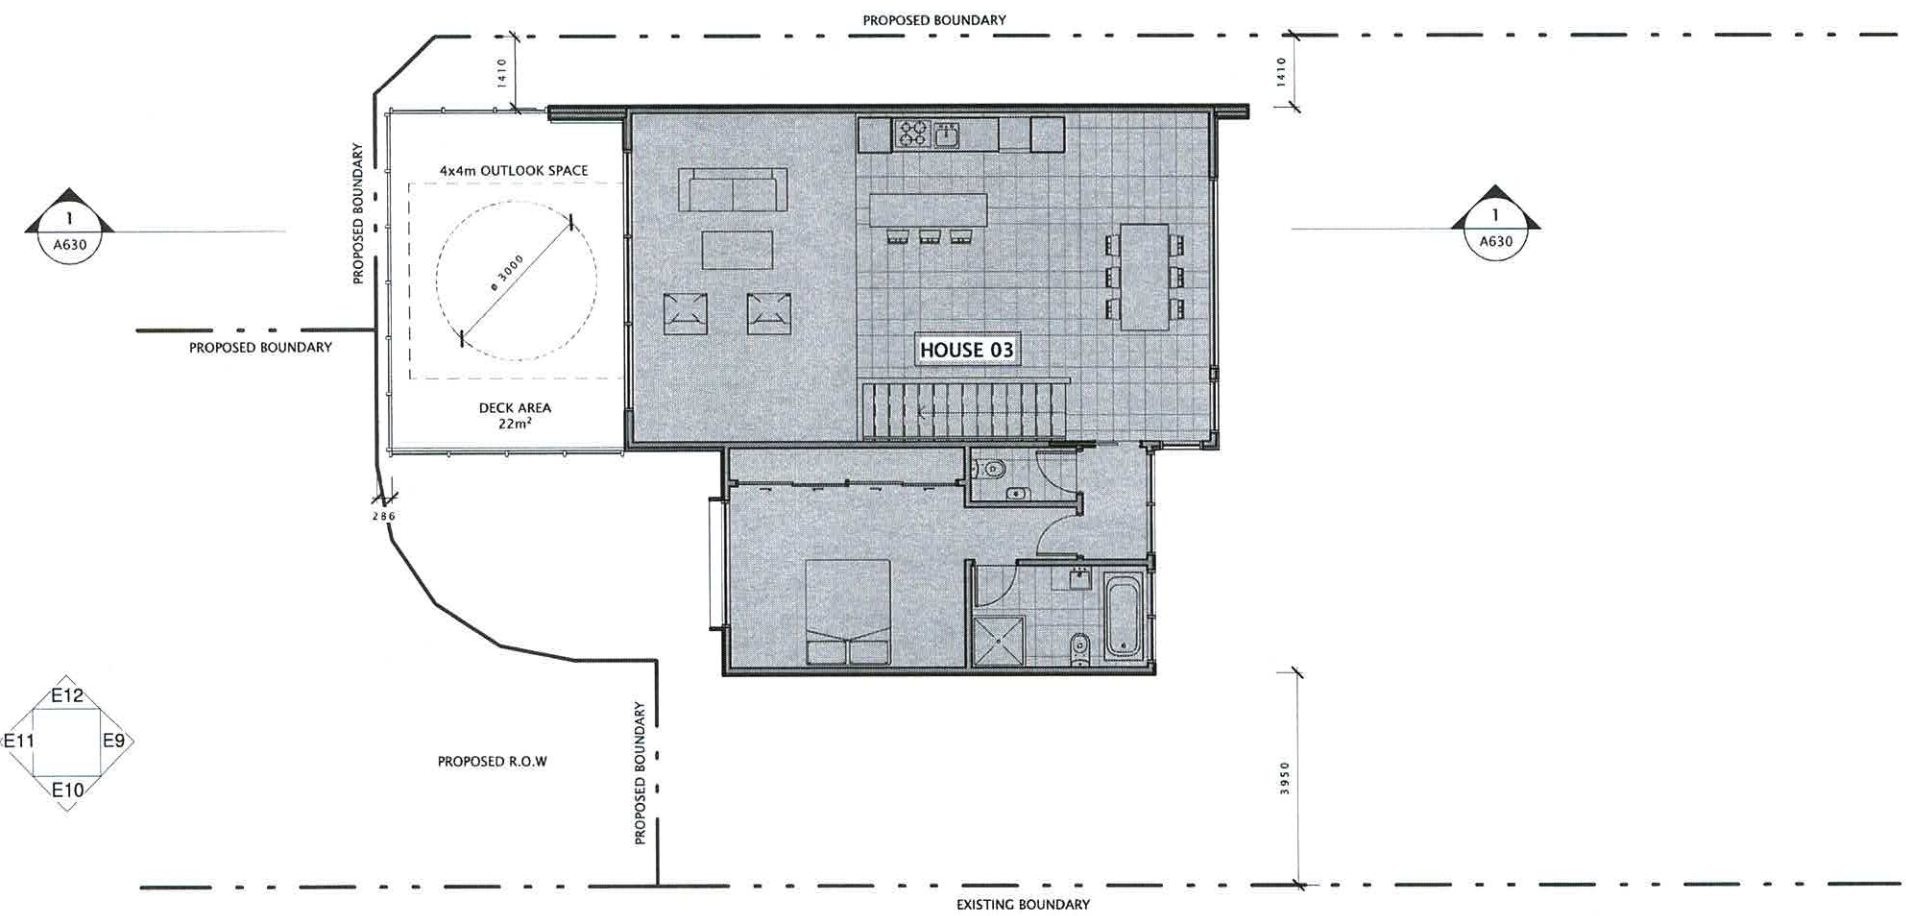 PROPOSED BOUNDARY
1410
1410
PROPOSED BOUNDARY
4x4m OUTLOOK SPACE
1
A630
1
A630
ø 3000
PROPOSED BOUNDARY
HOUSE 03
DECK AREA
22m²
286
E12
E11
E9
E10
PROPOSED R.O.W
PROPOSED BOUNDARY
3950
EXISTING BOUNDARY